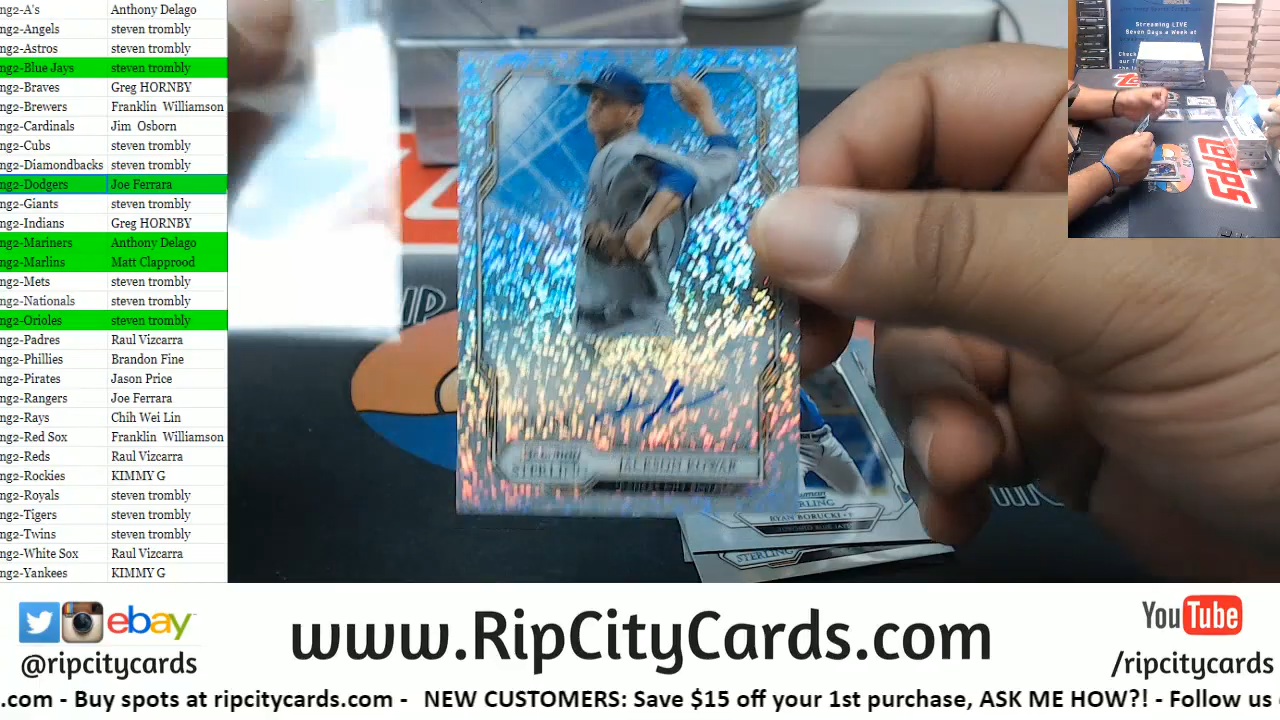 ng2-A's Anthony Delago
ng2-Angels steven trombly
ng2-Astros steven trombly
ng2-Blue Jays steven trombly
ng2-Braves Greg HORNBY
ng2-Brewers Franklin Williamson
ng2-Cardinals Jim Osborn
ng2-Cubs steven trombly
ng2-Diamondbacks steven trombly
ng2-Dodgers Joe Ferrara
ng2-Giants steven trombly
ng2-Indians Greg HORNBY
ng2-Mariners Anthony Delago
ng2-Marlins Matt Clapprood
ng2-Mets steven trombly
ng2-Nationals steven trombly
ng2-Orioles steven trombly
ng2-Padres Raul Vizcarra
ng2-Phillies Brandon Fine
ng2-Pirates Jason Price
ng2-Rangers Joe Ferrara
ng2-Rays Chih Wei Lin
ng2-Red Sox Franklin Williamson
ng2-Reds Raul Vizcarra
ng2-Rockies KIMMY G
ng2-Royals steven trombly
ng2-Tigers steven trombly
ng2-Twins steven trombly
ng2-White Sox Raul Vizcarra
ng2-Yankees KIMMY G
Streaming LIVE
Seven Days a Week at
topps
IP
STERLING
RYAN BORUCKI
TORONTO BLUE JAYS
STERLING
ebay
@ripcitycards
www.RipCityCards.com
YouTube
/ripcitycards
.com - Buy spots at ripcitycards.com - NEW CUSTOMERS: Save $15 off your 1st purchase, ASK ME HOW?! - Follow us